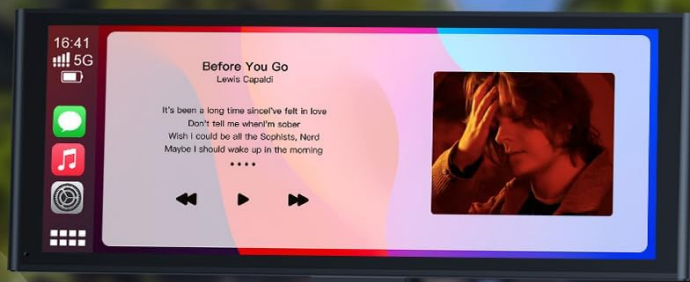 16:41
5G
Before You Go
Lewis Capaldi
It's been a long time sinceI've felt in love
Don't tell me whenI'm sober
Wish I could be all the Sophists, Nerd
Maybe I should wake up in the morning